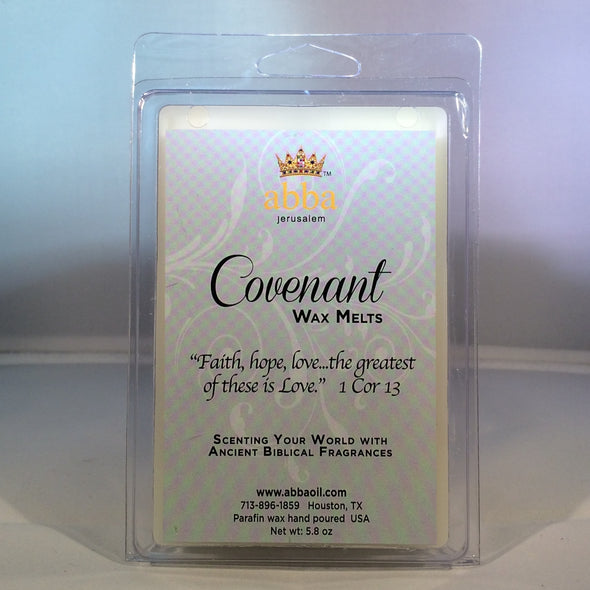 abba™
jerusalem
Covenant
Wax Melts
“Faith, hope, love...the greatest
of these is Love.” 1 Cor 13
Scenting Your World with
Ancient Biblical Fragrances
www.abbaoil.com
713-896-1859 Houston, TX
Parafin wax hand poured USA
Net wt: 5.8 oz